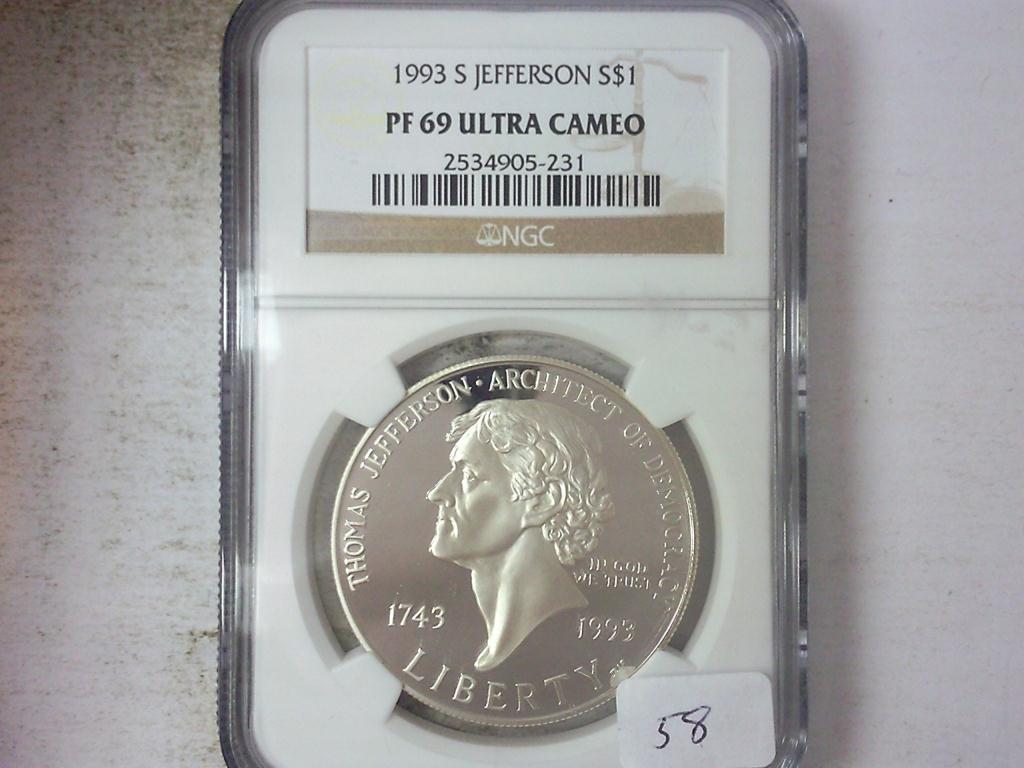 1993 S JEFFERSON S$1
PF 69 ULTRA CAMEO
2534905-231
NGC
THOMAS JEFFERSON · ARCHITECT OF DEMOCRACY
IN GOD
WE TRUST
1743
1993
LIBERTY
58